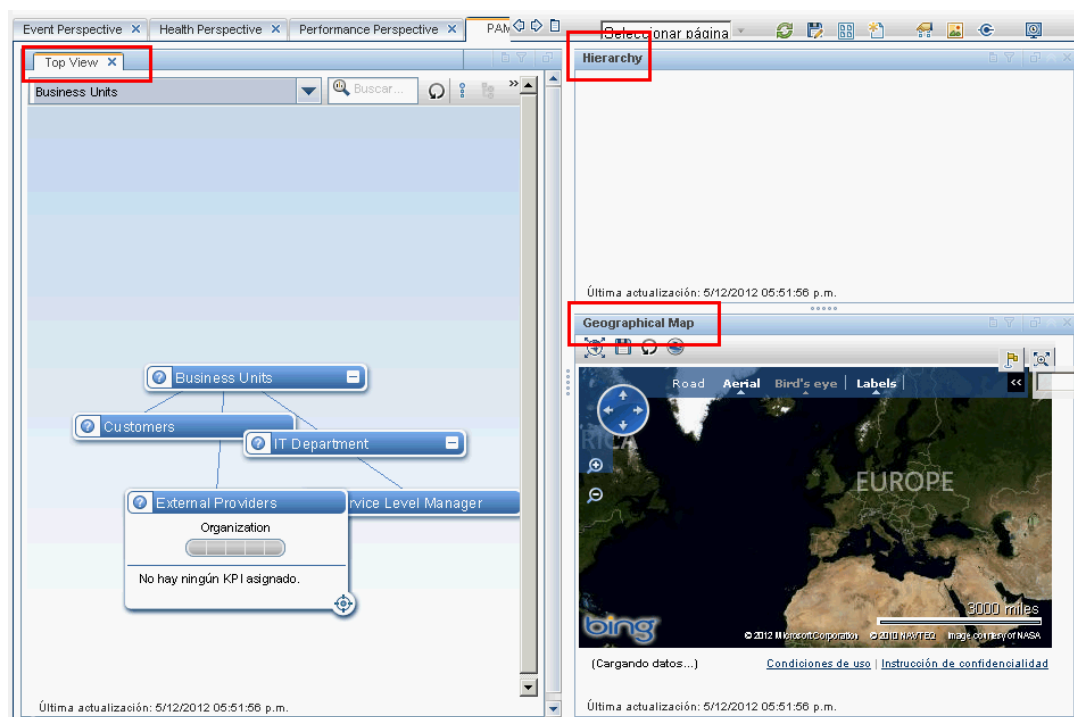 Event Perspective
Health Perspective
Performance Perspective
Seleccionar página
Top View
Business Units
Buscar...
Business Units
Customers
IT Department
External Providers
rvice Level Manager
Organization
No hay ningún KPI asignado.
Última actualización: 5/12/2012 05:51:56 p.m.
Hierarchy
Última actualización: 5/12/2012 05:51:56 p.m.
Geographical Map
Road Aerial Bird's eye Labels
RICA
EUROPE
3000 miles
bing
© 2012 Microsoft Corporation © 2010 NAVTEQ Image courtesy of NASA
(Cargando datos...) Condiciones de uso | Instrucción de confidencialidad
Última actualización: 5/12/2012 05:51:56 p.m.